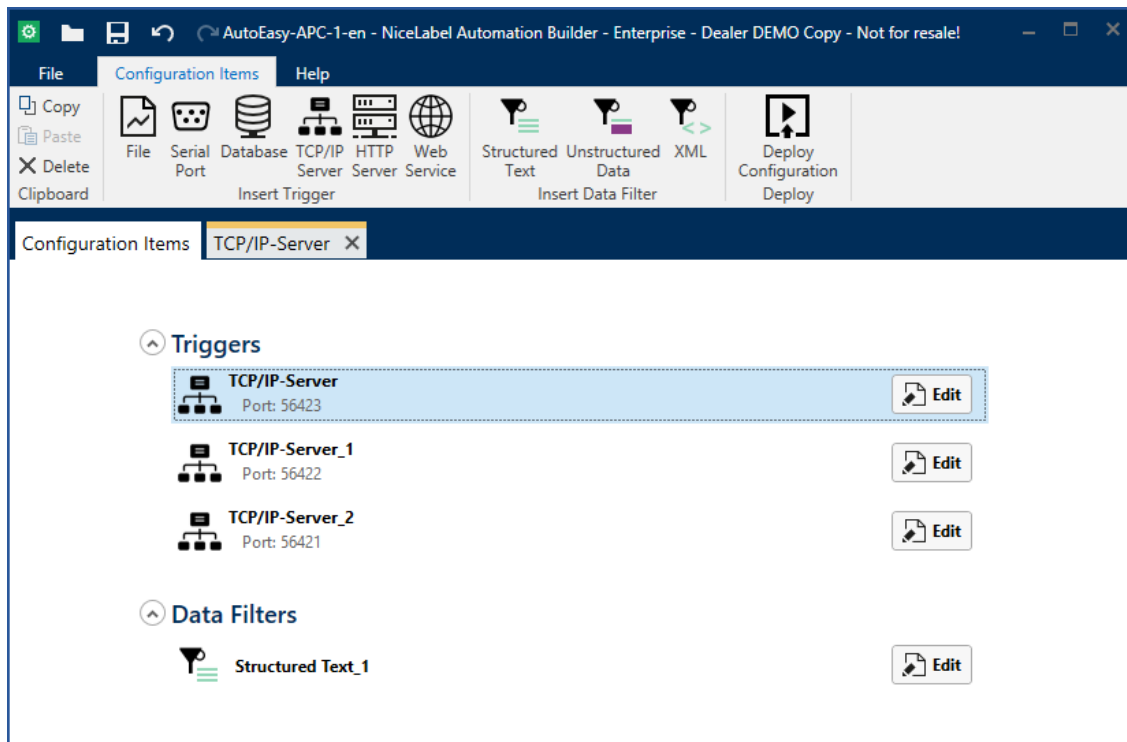 AutoEasy-APC-1-en - NiceLabel Automation Builder - Enterprise - Dealer DEMO Copy - Not for resale!
File Configuration Items Help
Copy
Paste
Delete
Clipboard
File Serial Port Database TCP/IP Server HTTP Server Web Service
Insert Trigger
Structured Text Unstructured Data XML
Insert Data Filter
Deploy Configuration
Deploy
Configuration Items TCP/IP-Server
Triggers
TCP/IP-Server
Port: 56423
Edit
TCP/IP-Server_1
Port: 56422
Edit
TCP/IP-Server_2
Port: 56421
Edit
Data Filters
Structured Text_1
Edit